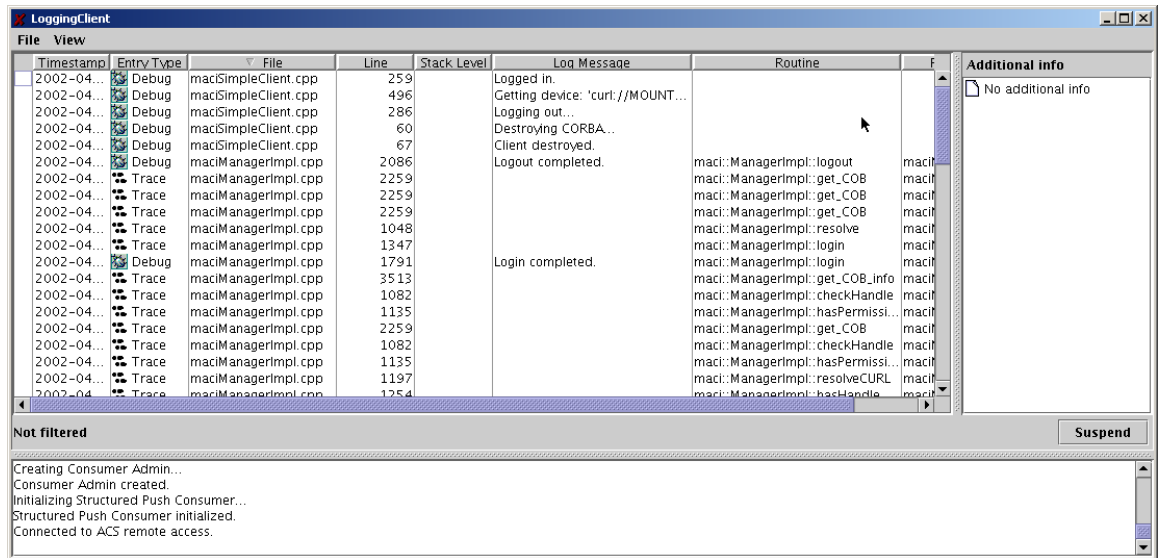 LoggingClient
File View
Timestamp Entry Type File Line Stack Level Log Message Routine
2002-04... Debug maciSimpleClient.cpp 259 Logged in.
2002-04... Debug maciSimpleClient.cpp 496 Getting device: 'curl://MOUNT...
2002-04... Debug maciSimpleClient.cpp 286 Logging out...
2002-04... Debug maciSimpleClient.cpp 60 Destroying CORBA...
2002-04... Debug maciSimpleClient.cpp 67 Client destroyed.
2002-04... Debug maciManagerImpl.cpp 2086 Logout completed. maci::ManagerImpl::logout
2002-04... Trace maciManagerImpl.cpp 2259 maci::ManagerImpl::get_COB
2002-04... Trace maciManagerImpl.cpp 2259 maci::ManagerImpl::get_COB
2002-04... Trace maciManagerImpl.cpp 2259 maci::ManagerImpl::get_COB
2002-04... Trace maciManagerImpl.cpp 1048 maci::ManagerImpl::resolve
2002-04... Trace maciManagerImpl.cpp 1347 maci::ManagerImpl::login
2002-04... Debug maciManagerImpl.cpp 1791 Login completed. maci::ManagerImpl::login
2002-04... Trace maciManagerImpl.cpp 3513 maci::ManagerImpl::get_COB_info
2002-04... Trace maciManagerImpl.cpp 1082 maci::ManagerImpl::checkHandle
2002-04... Trace maciManagerImpl.cpp 1135 maci::ManagerImpl::hasPermissi...
2002-04... Trace maciManagerImpl.cpp 2259 maci::ManagerImpl::get_COB
2002-04... Trace maciManagerImpl.cpp 1082 maci::ManagerImpl::checkHandle
2002-04... Trace maciManagerImpl.cpp 1135 maci::ManagerImpl::hasPermissi...
2002-04... Trace maciManagerImpl.cpp 1197 maci::ManagerImpl::resolveCURL
2002-04... Trace maciManagerImpl.cpp 1254 maci::ManagerImpl::hasHandle
Additional info
No additional info
Not filtered
Suspend
Creating Consumer Admin...
Consumer Admin created.
Initializing Structured Push Consumer...
Structured Push Consumer initialized.
Connected to ACS remote access.